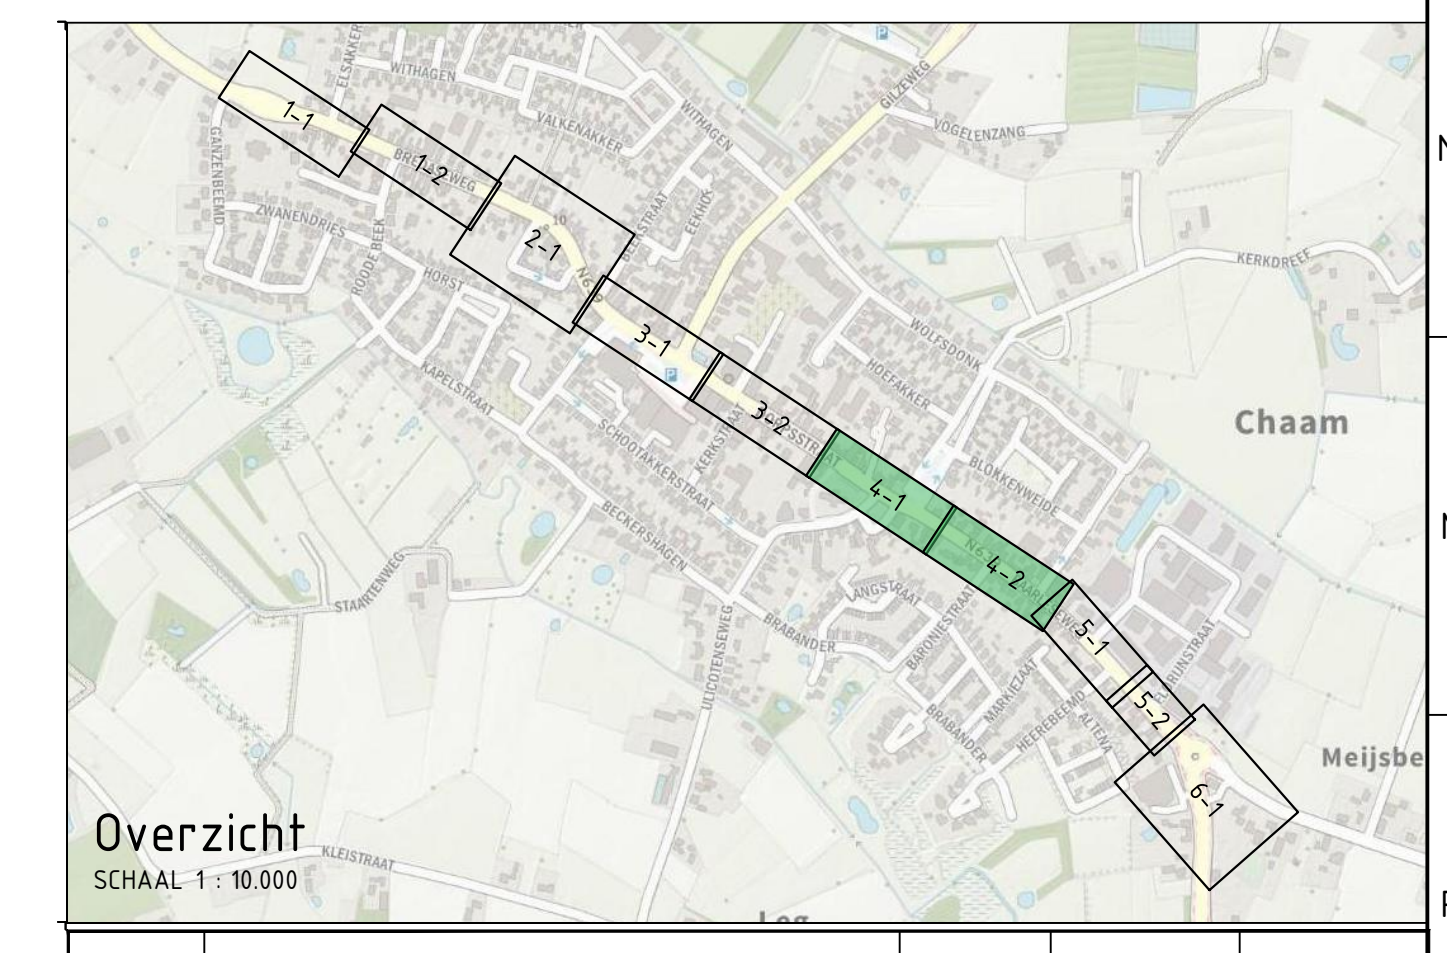 ELSAKKER
WITHAGEN
VALKENAKKER
WITHAGEN
GILZEWEG
VOGELENZANG
1-1
1-2
GANZENBEEMD
ZWANENDRIES
ROODE BEEK
10
2-1
EEKHOF
KERKDREEF
HORST
3-1
P
P
WOLFSDONK
HOEFAKKER
KAPELSTRAAT
3-2
KERKSTRAAT
Chaam
SCHOOTAKKERSTRAAT
4-1
BLOKKENWEIDE
BECKERSHAGEN
4-2
STAARTENWEG
LANGSTRAAT
BRABANDER
BARONIESTRAAT
5-1
ULICOTENSEWEG
MARKIEZAAT
5-2
BRABANDER
HEEREBEEMD
ALTENA
Meijsbe
6-1
Overzicht
SCHAAL 1 : 10.000
KLEISTRAAT